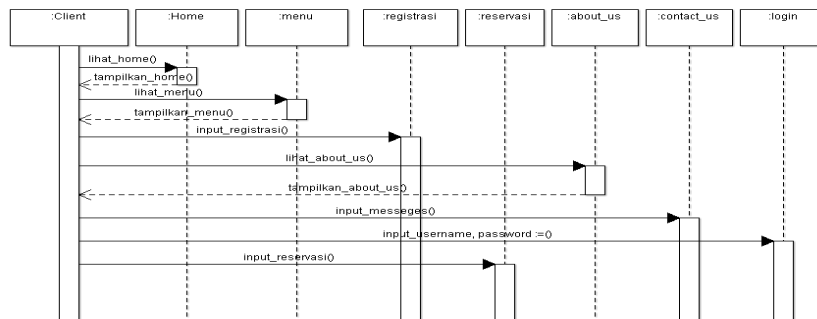 :Client
:Home
:menu
:registrasi
:reservasi
:about_us
:contact_us
:login
lihat_home()
tampilkan_home()
lihat_menu()
tampilkan_menu()
input_registrasi()
lihat_about_us()
tampilkan_about_us()
input_messeges()
input_username, password :=()
input_reservasi()